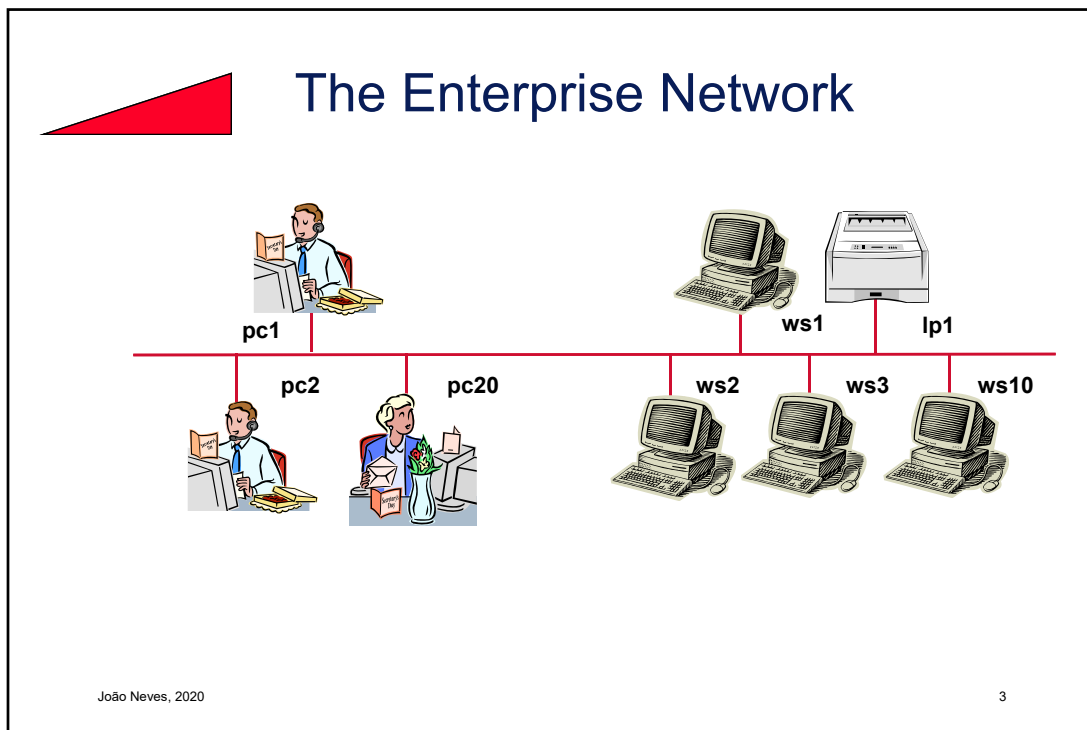 The Enterprise Network
pc1
ws1
lp1
pc2
pc20
ws2
ws3
ws10
João Neves, 2020
3